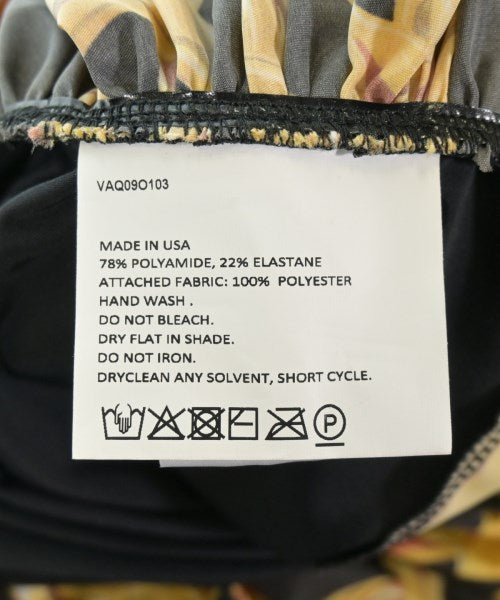 VAQ09O103
MADE IN USA
78% POLYAMIDE, 22% ELASTANE
ATTACHED FABRIC: 100% POLYESTER
HAND WASH .
DO NOT BLEACH.
DRY FLAT IN SHADE.
DO NOT IRON.
DRYCLEAN ANY SOLVENT, SHORT CYCLE.
P